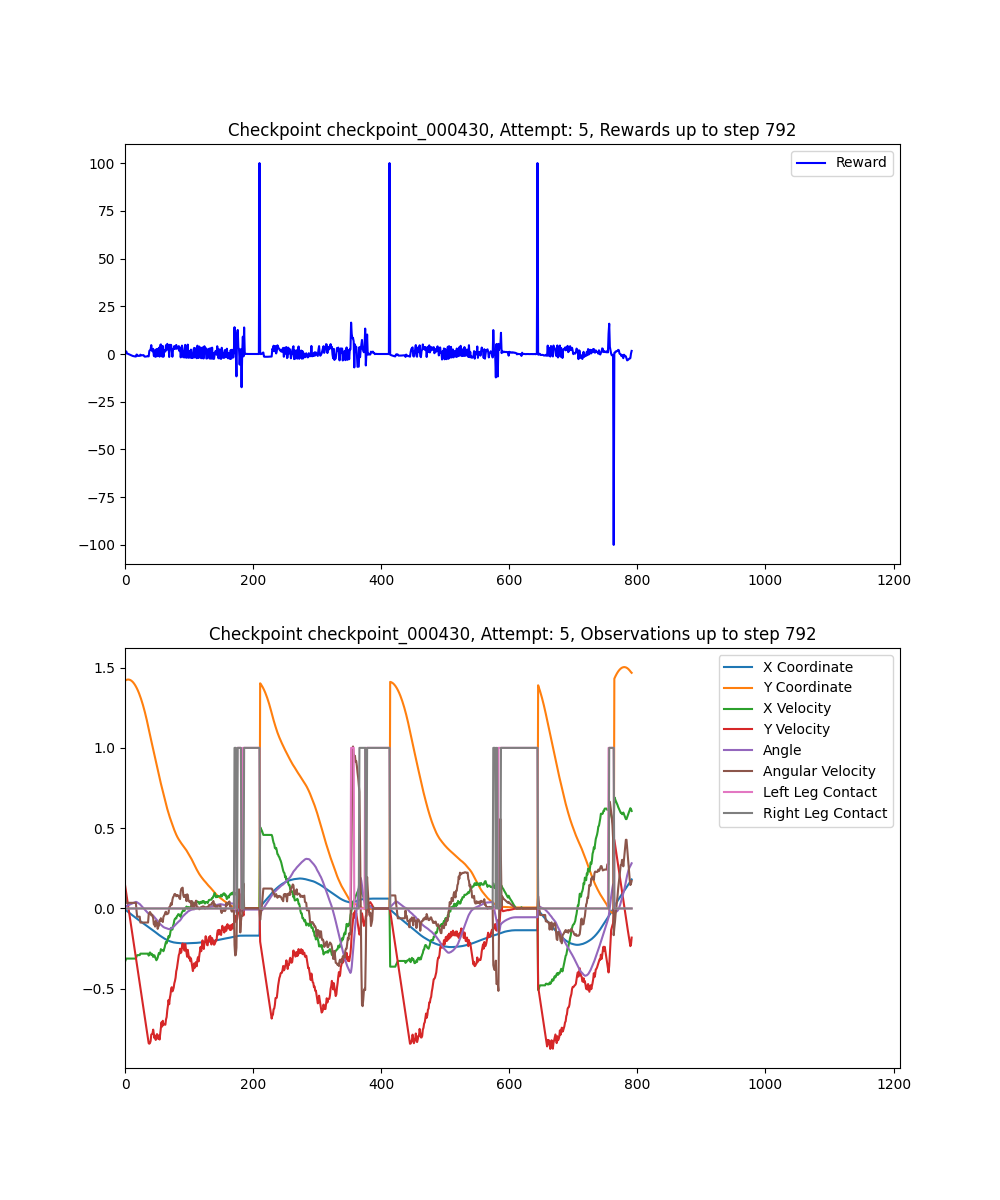 Checkpoint checkpoint_000430, Attempt: 5, Rewards up to step 792
100
75
50
25
0
−25
−50
−75
−100
Reward
0 200 400 600 800 1000 1200
Checkpoint checkpoint_000430, Attempt: 5, Observations up to step 792
1.5
1.0
0.5
0.0
−0.5
X Coordinate
Y Coordinate
X Velocity
Y Velocity
Angle
Angular Velocity
Left Leg Contact
Right Leg Contact
0 200 400 600 800 1000 1200